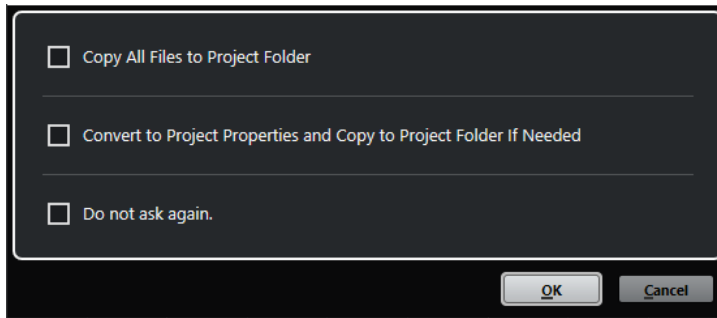 Copy All Files to Project Folder
Convert to Project Properties and Copy to Project Folder If Needed
Do not ask again.
OK
Cancel